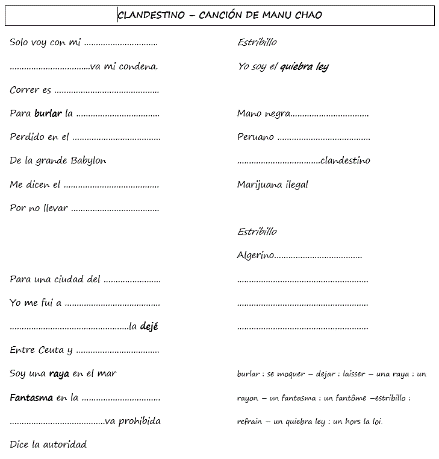 CLANDESTINO – CANCIÓN DE MANU CHAO
Solo voy con mi ……………………………
………………………………va mi condena.
Correr es …………………………………………
Para burlar la …………………………………
Perdido en el …………………………………
De la grande Babylon
Me dicen el ……………………………………
Por no llevar …………………………………
Para una ciudad del ……………………
Yo me fui a ……………………………………
………………………………………………la dejé
Entre Ceuta y …………………………………
Soy una raya en el mar
Fantasma en la ………………………………
……………………………………va prohibida
Dice la autoridad
Estribillo
Yo soy el quiebra ley
Mano negra………………………………
Peruano ……………………………………
…………………………………clandestino
Marijuana ilegal
Estribillo
Algerino……………………………………
……………………………………………………
……………………………………………………
……………………………………………………
burlar : se moquer – dejar : laisser – una raya : un
rayon – un fantasma : un fantôme –estribillo :
refrain – un quiebra ley : un hors la loi.